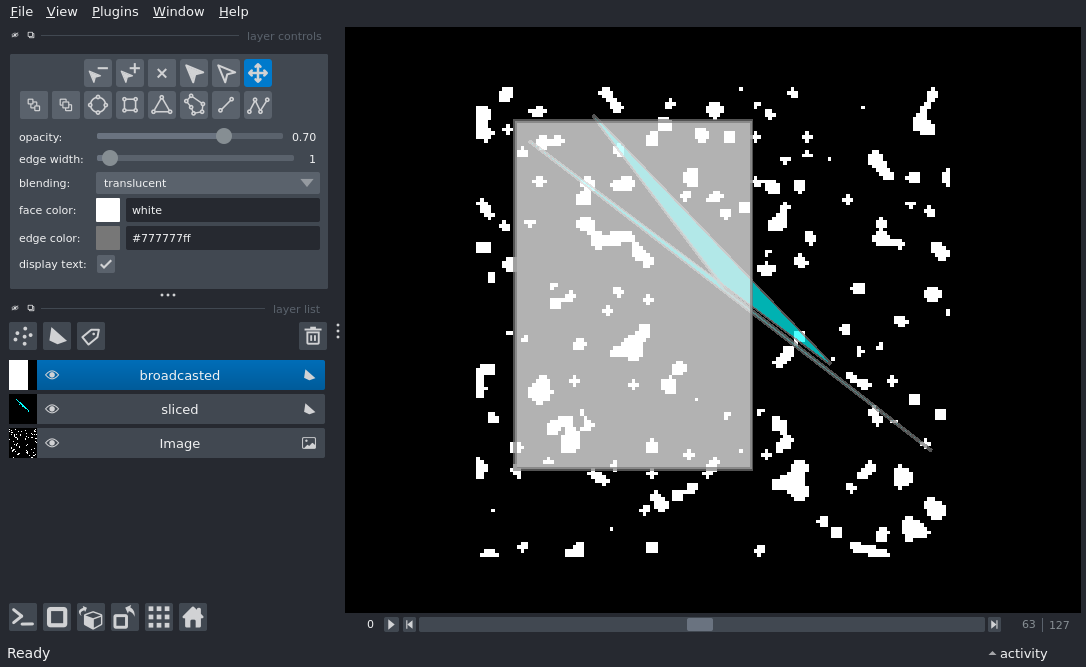 File View Plugins Window Help
layer controls
opacity: 0.70
edge width: 1
blending: translucent
face color: white
edge color: #777777ff
display text:
layer list
broadcasted
sliced
Image
0 63 127
Ready activity